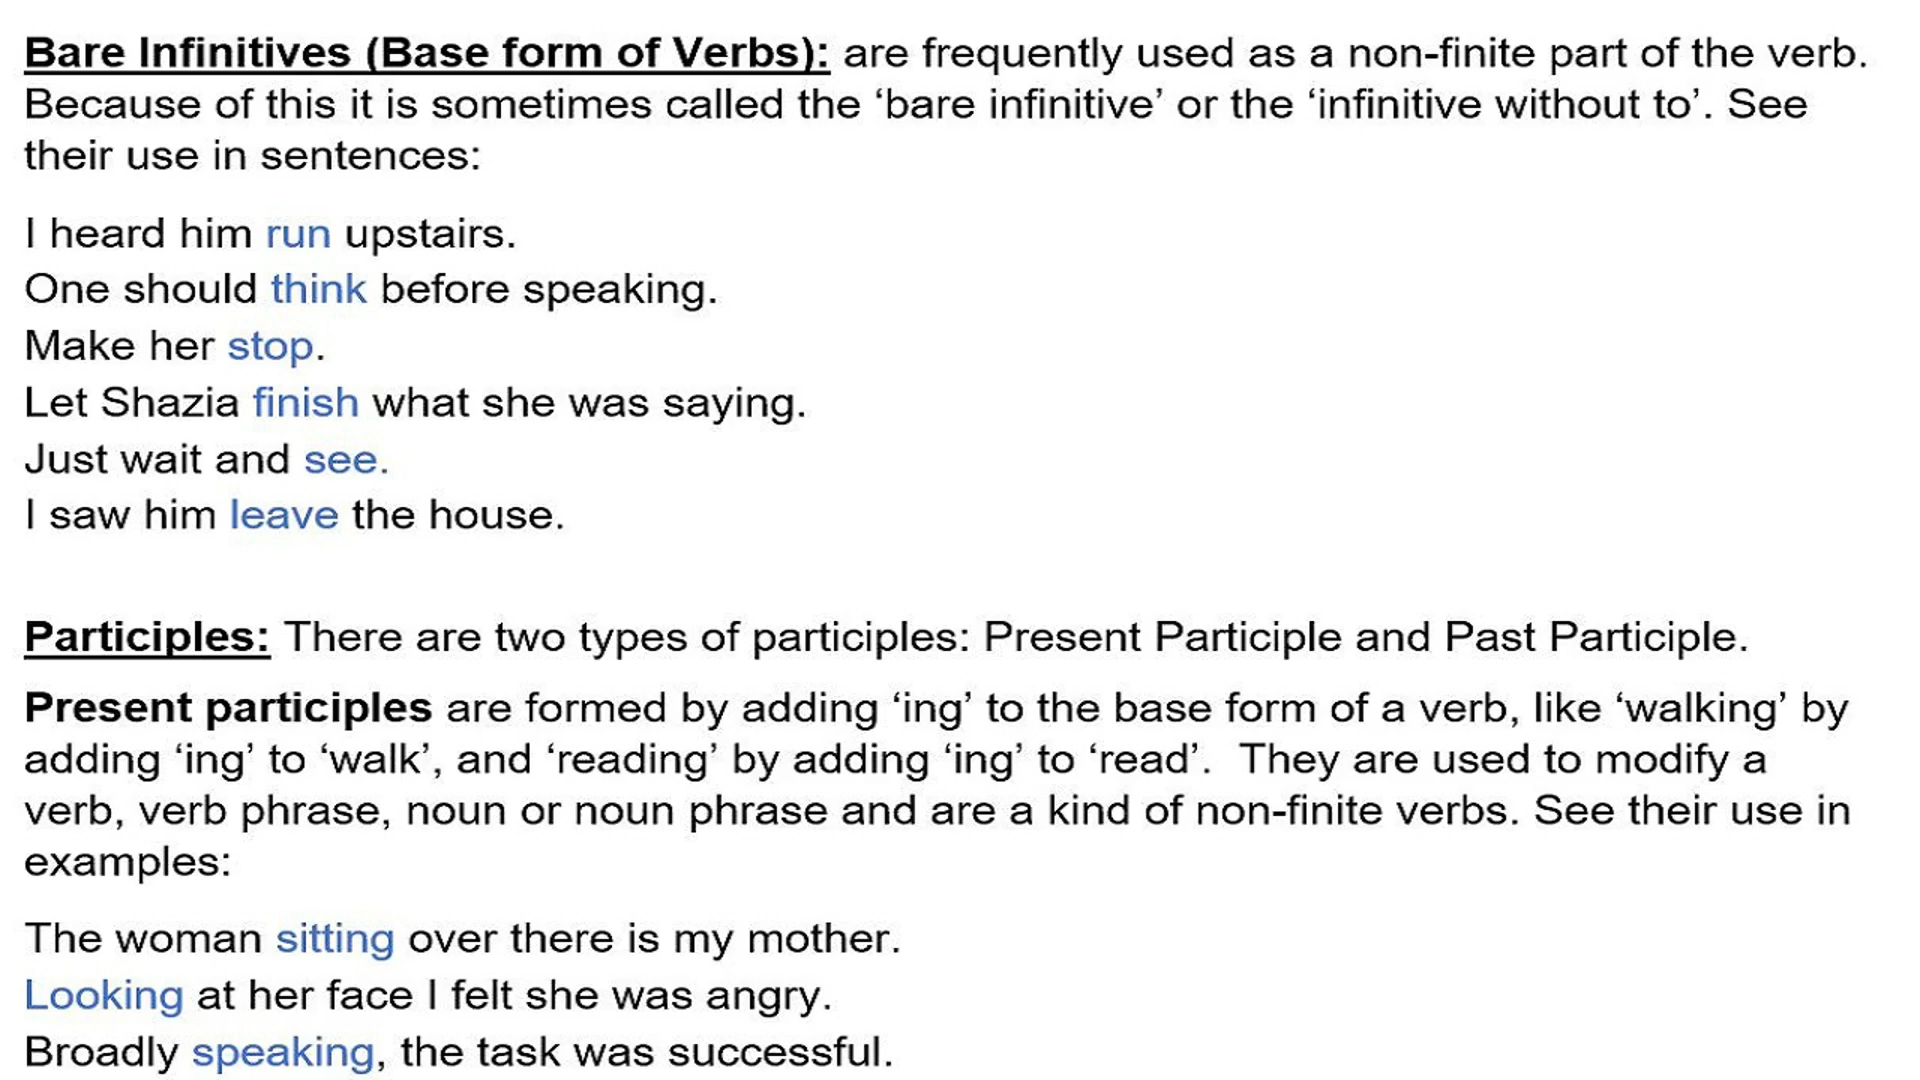 Bare Infinitives (Base form of Verbs): are frequently used as a non-finite part of the verb.
Because of this it is sometimes called the ‘bare infinitive’ or the ‘infinitive without to’. See
their use in sentences:
I heard him run upstairs.
One should think before speaking.
Make her stop.
Let Shazia finish what she was saying.
Just wait and see.
I saw him leave the house.
Participles: There are two types of participles: Present Participle and Past Participle.
Present participles are formed by adding ‘ing’ to the base form of a verb, like ‘walking’ by
adding ‘ing’ to ‘walk’, and ‘reading’ by adding ‘ing’ to ‘read’.  They are used to modify a
verb, verb phrase, noun or noun phrase and are a kind of non-finite verbs. See their use in
examples:
The woman sitting over there is my mother.
Looking at her face I felt she was angry.
Broadly speaking, the task was successful.